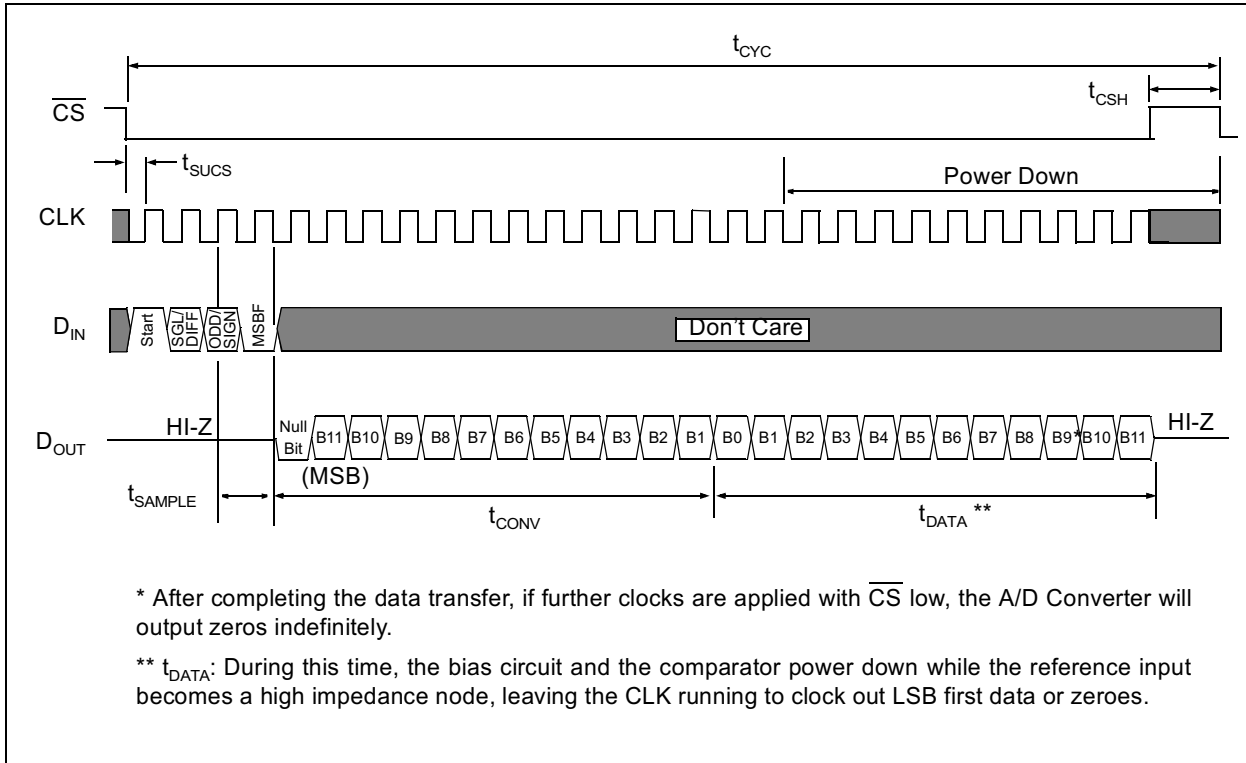 tCYC
tCSH
CS
tSUCS
Power Down
CLK
DIN
Start
SGL/
DIFF
ODD/
SIGN
MSBF
Don't Care
HI-Z
DOUT
Null
Bit
B11 B10 B9 B8 B7 B6 B5 B4 B3 B2 B1 B0 B1 B2 B3 B4 B5 B6 B7 B8 B9* B10 B11
HI-Z
(MSB)
tSAMPLE
tCONV
tDATA **
* After completing the data transfer, if further clocks are applied with CS low, the A/D Converter will
output zeros indefinitely.
** tDATA: During this time, the bias circuit and the comparator power down while the reference input
becomes a high impedance node, leaving the CLK running to clock out LSB first data or zeroes.